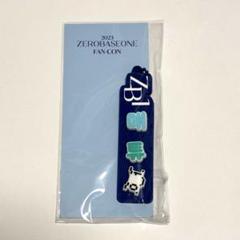 2023
ZEROBASEONE
FAN-CON
ZB1